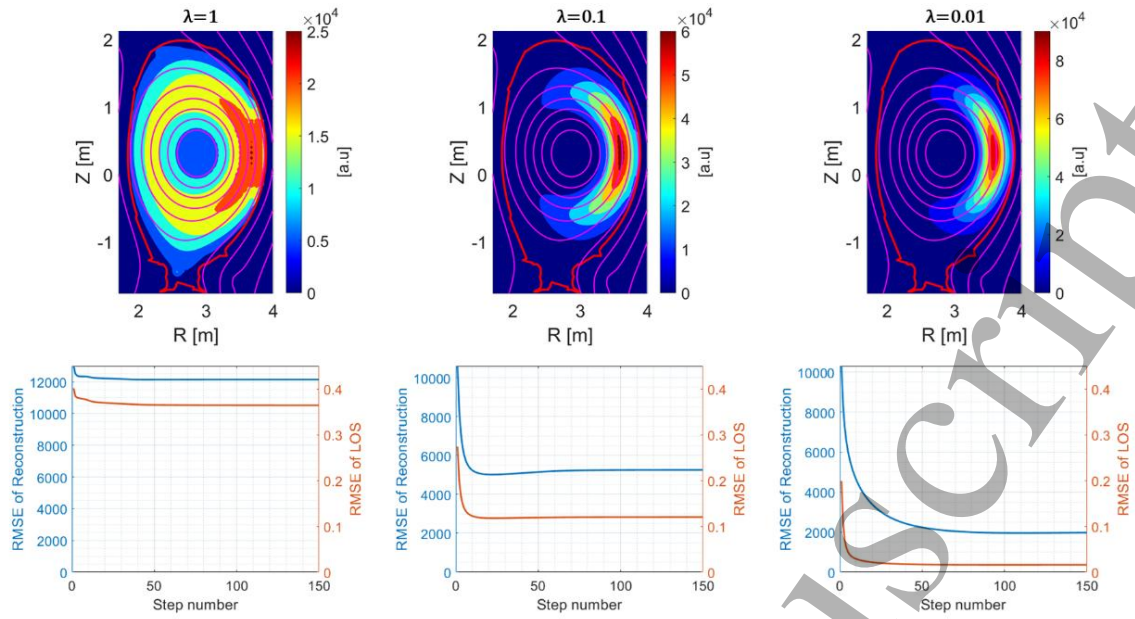 λ=1
×10⁴
2.5
2
1.5
1
0.5
0
[a.u]
Z [m]
2
1
0
-1
2 3 4
R [m]
λ=0.1
×10⁴
6
5
4
3
2
1
0
[a.u]
Z [m]
2
1
0
-1
2 3 4
R [m]
λ=0.01
×10⁴
8
6
4
2
0
[a.u]
Z [m]
2
1
0
-1
2 3 4
R [m]
RMSE of Reconstruction
12000
10000
8000
6000
4000
2000
0
0 50 100 150
Step number
0.4
0.3
0.2
0.1
0
RMSE of LOS
RMSE of Reconstruction
10000
8000
6000
4000
2000
0
0 50 100 150
Step number
0.4
0.3
0.2
0.1
0
RMSE of LOS
RMSE of Reconstruction
10000
8000
6000
4000
2000
0
0 50 100 150
Step number
0.4
0.3
0.2
0.1
0
RMSE of LOS
script